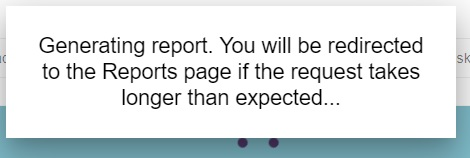 Generating report. You will be redirected
to the Reports page if the request takes
longer than expected...